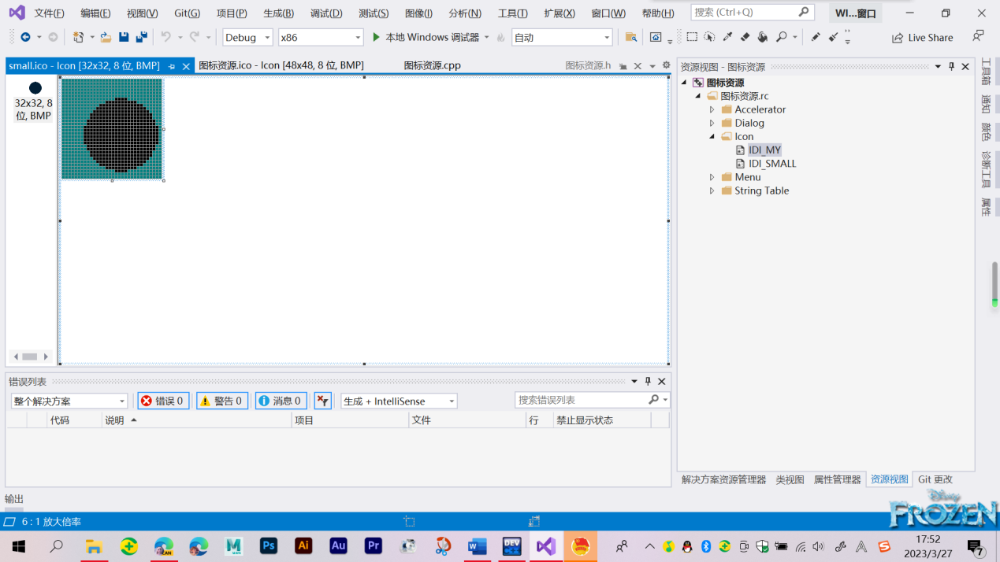 文件(F) 编辑(E) 视图(V) Git(G) 项目(P) 生成(B) 调试(D) 测试(S) 图像(I) 分析(N) 工具(T) 扩展(X) 窗口(W) 帮助(H) 搜索 (Ctrl+Q) WI...窗口
Debug x86 本地 Windows 调试器 自动 Live Share
small.ico - Icon [32x32, 8 位, BMP] 图标资源.ico - Icon [48x48, 8 位, BMP] 图标资源.cpp 图标资源.h
32x32, 8
位, BMP
资源视图 - 图标资源
图标资源
图标资源.rc
Accelerator
Dialog
Icon
IDI_MY
IDI_SMALL
Menu
String Table
工具箱
通知
颜色
诊断工具
属性
错误列表
整个解决方案 错误 0 警告 0 消息 0 生成 + IntelliSense 搜索错误列表
代码 说明 项目 文件 行 禁止显示状态
解决方案资源管理器 类视图 属性管理器 资源视图 Git 更改
输出
6 : 1 放大倍率
Disney
FROZEN
Ps Ai Au Pr
DEV
17:52
2023/3/27
7